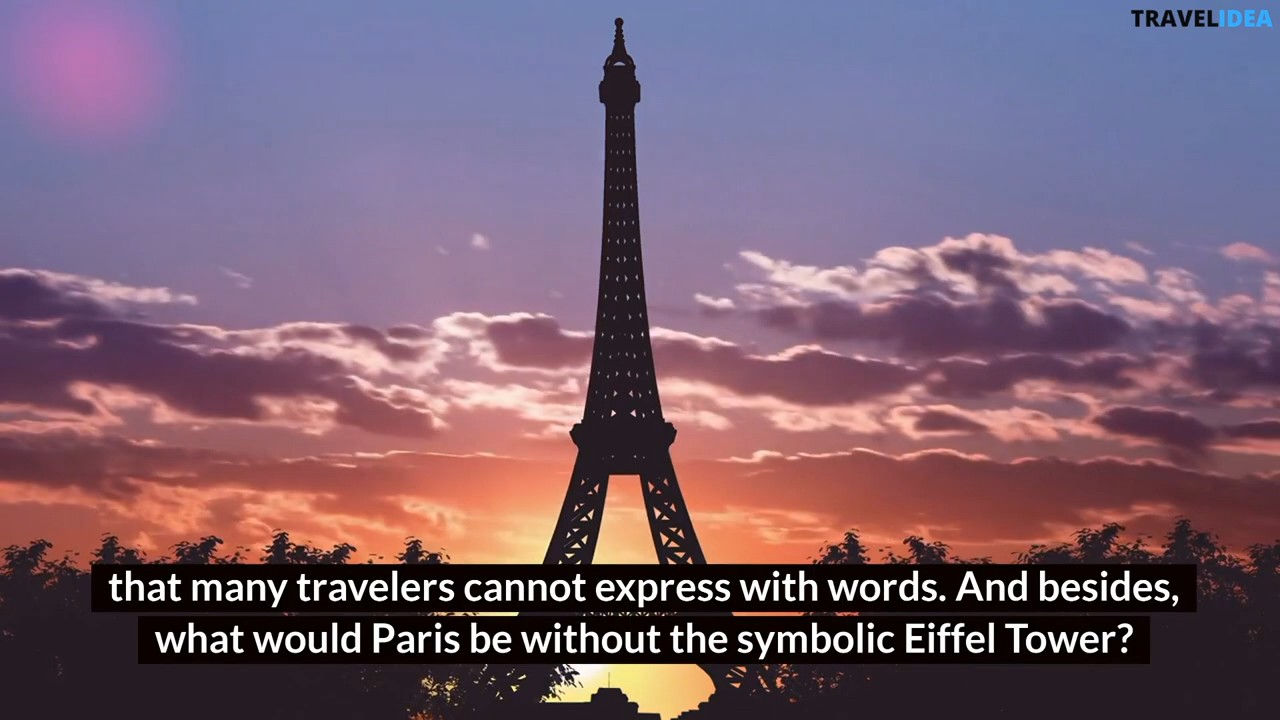 TRAVELIDEA
that many travelers cannot express with words. And besides,
what would Paris be without the symbolic Eiffel Tower?